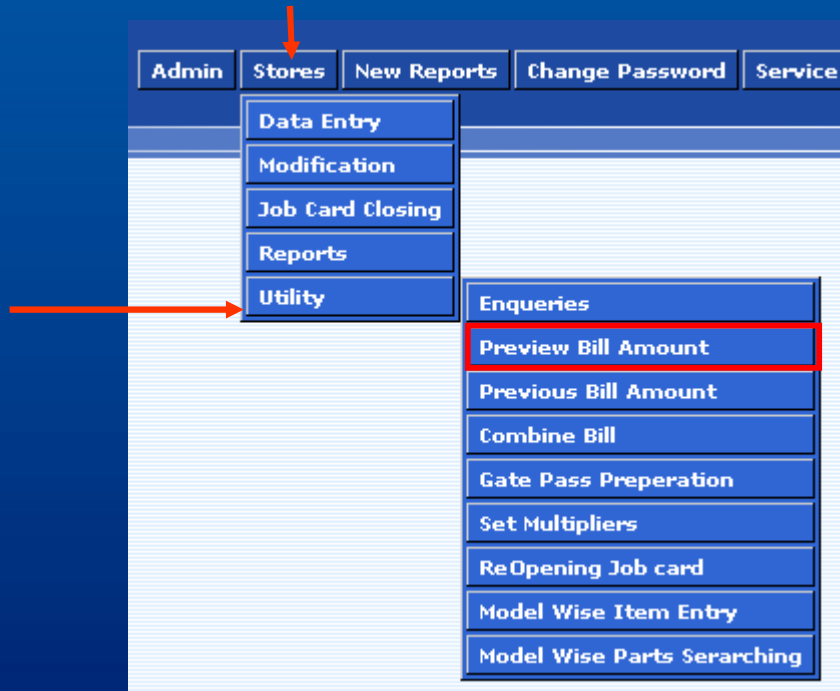 Admin Stores New Reports Change Password Service
Data Entry
Modification
Job Card Closing
Reports
Utility
Enqueries
Preview Bill Amount
Previous Bill Amount
Combine Bill
Gate Pass Preperation
Set Multipliers
ReOpening Job card
Model Wise Item Entry
Model Wise Parts Serarching